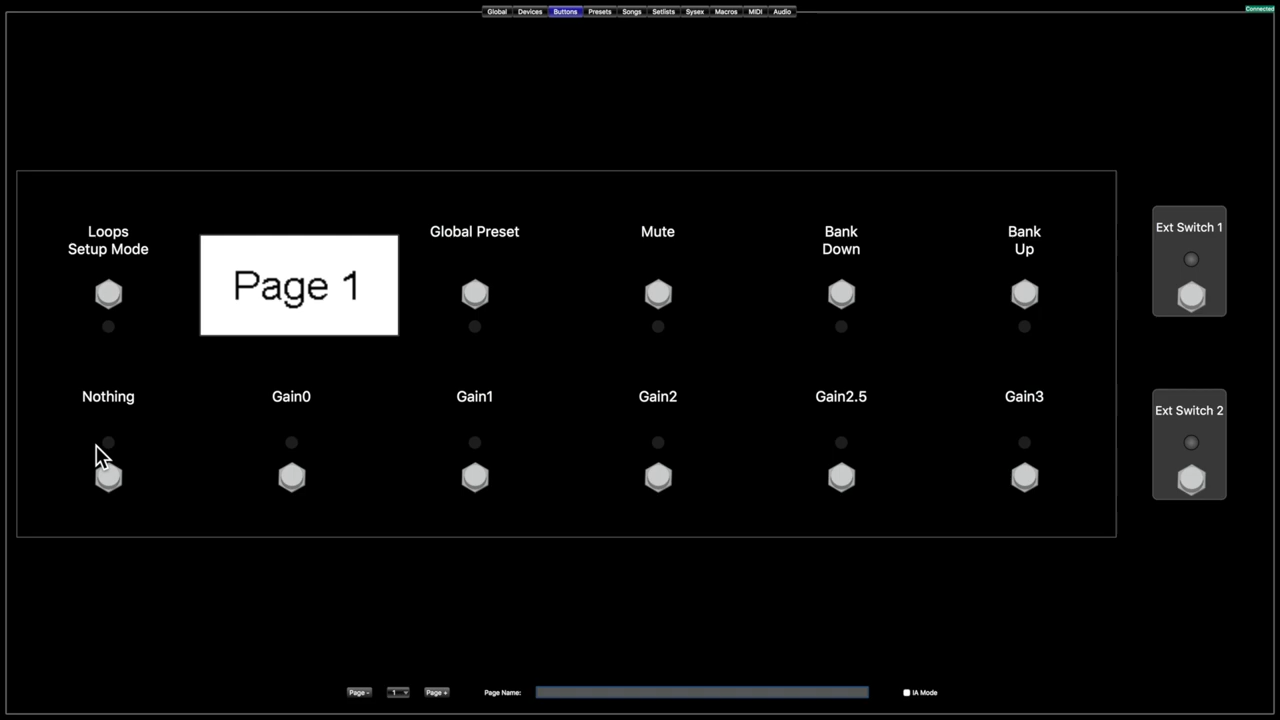 Global Devices Buttons Presets Songs Setlists Sysex Macros MIDI Audio
Connected
Loops
Setup Mode
Page 1
Global Preset
Mute
Bank
Down
Bank
Up
Ext Switch 1
Nothing
Gain0
Gain1
Gain2
Gain2.5
Gain3
Ext Switch 2
Page - 1 Page + Page Name: IA Mode